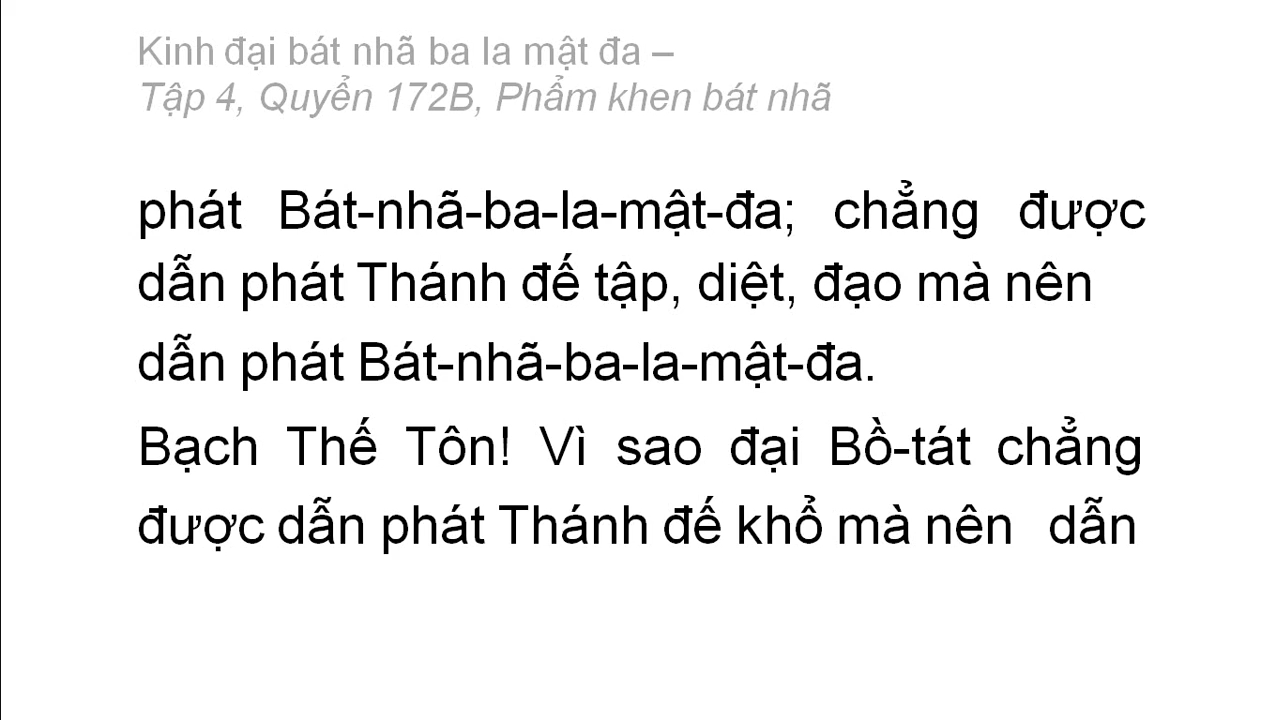 Kinh đại bát nhã ba la mật đa –
Tập 4, Quyển 172B, Phẩm khen bát nhã
phát Bát-nhã-ba-la-mật-đa; chẳng được
dẫn phát Thánh đế tập, diệt, đạo mà nên
dẫn phát Bát-nhã-ba-la-mật-đa.
Bạch Thế Tôn! Vì sao đại Bồ-tát chẳng
được dẫn phát Thánh đế khổ mà nên dẫn